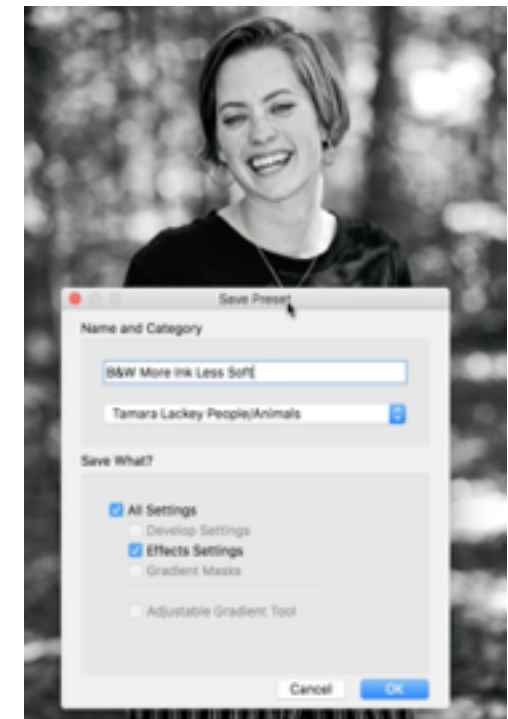 Save Preset
Name and Category
B&W More Ink Less Soft
Tamara Lackey People/Animals
Save What?
All Settings
Develop Settings
Effects Settings
Gradient Masks
Adjustable Gradient Tool
Cancel OK